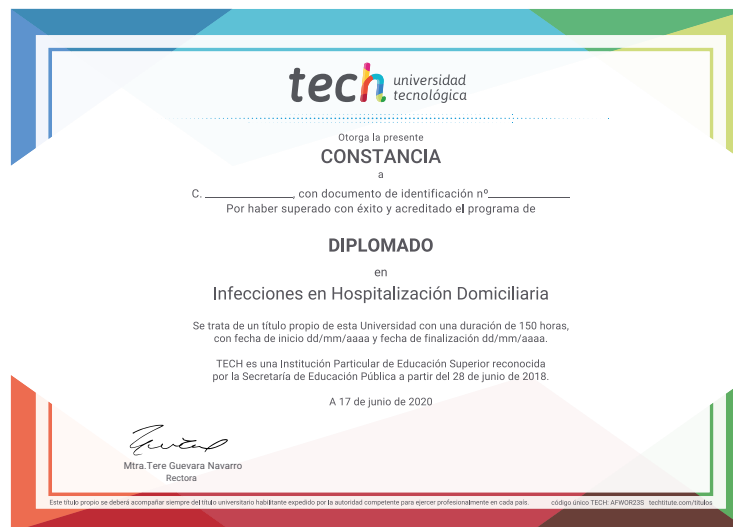 tech universidad
tecnológica
Otorga la presente
CONSTANCIA
a
C. ______________, con documento de identificación nº______________
Por haber superado con éxito y acreditado el programa de
DIPLOMADO
en
Infecciones en Hospitalización Domiciliaria
Se trata de un título propio de esta Universidad con una duración de 150 horas,
con fecha de inicio dd/mm/aaaa y fecha de finalización dd/mm/aaaa.
TECH es una Institución Particular de Educación Superior reconocida
por la Secretaría de Educación Pública a partir del 28 de junio de 2018.
A 17 de junio de 2020
Mtra.Tere Guevara Navarro
Rectora
Este título propio se deberá acompañar siempre del título universitario habilitante expedido por la autoridad competente para ejercer profesionalmente en cada país. código único TECH: AFWOR23S techtitute.com/titulos